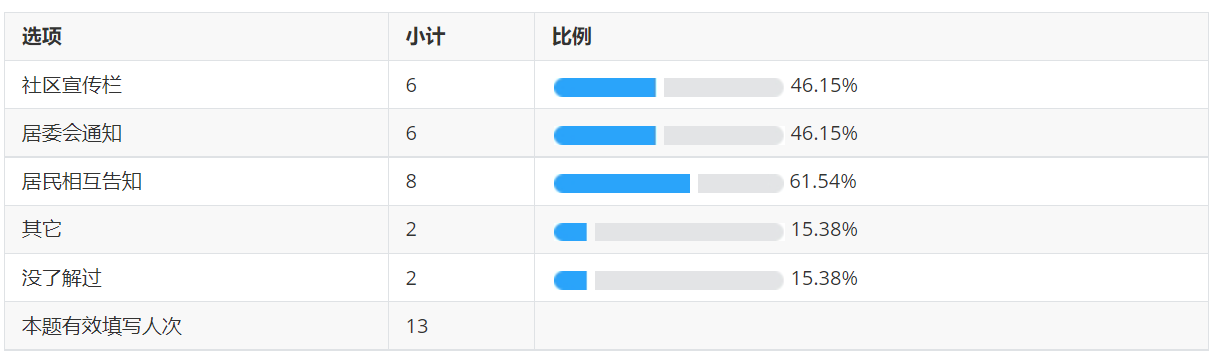 选项 小计 比例
社区宣传栏 6 46.15%
居委会通知 6 46.15%
居民相互告知 8 61.54%
其它 2 15.38%
没了解过 2 15.38%
本题有效填写人次 13